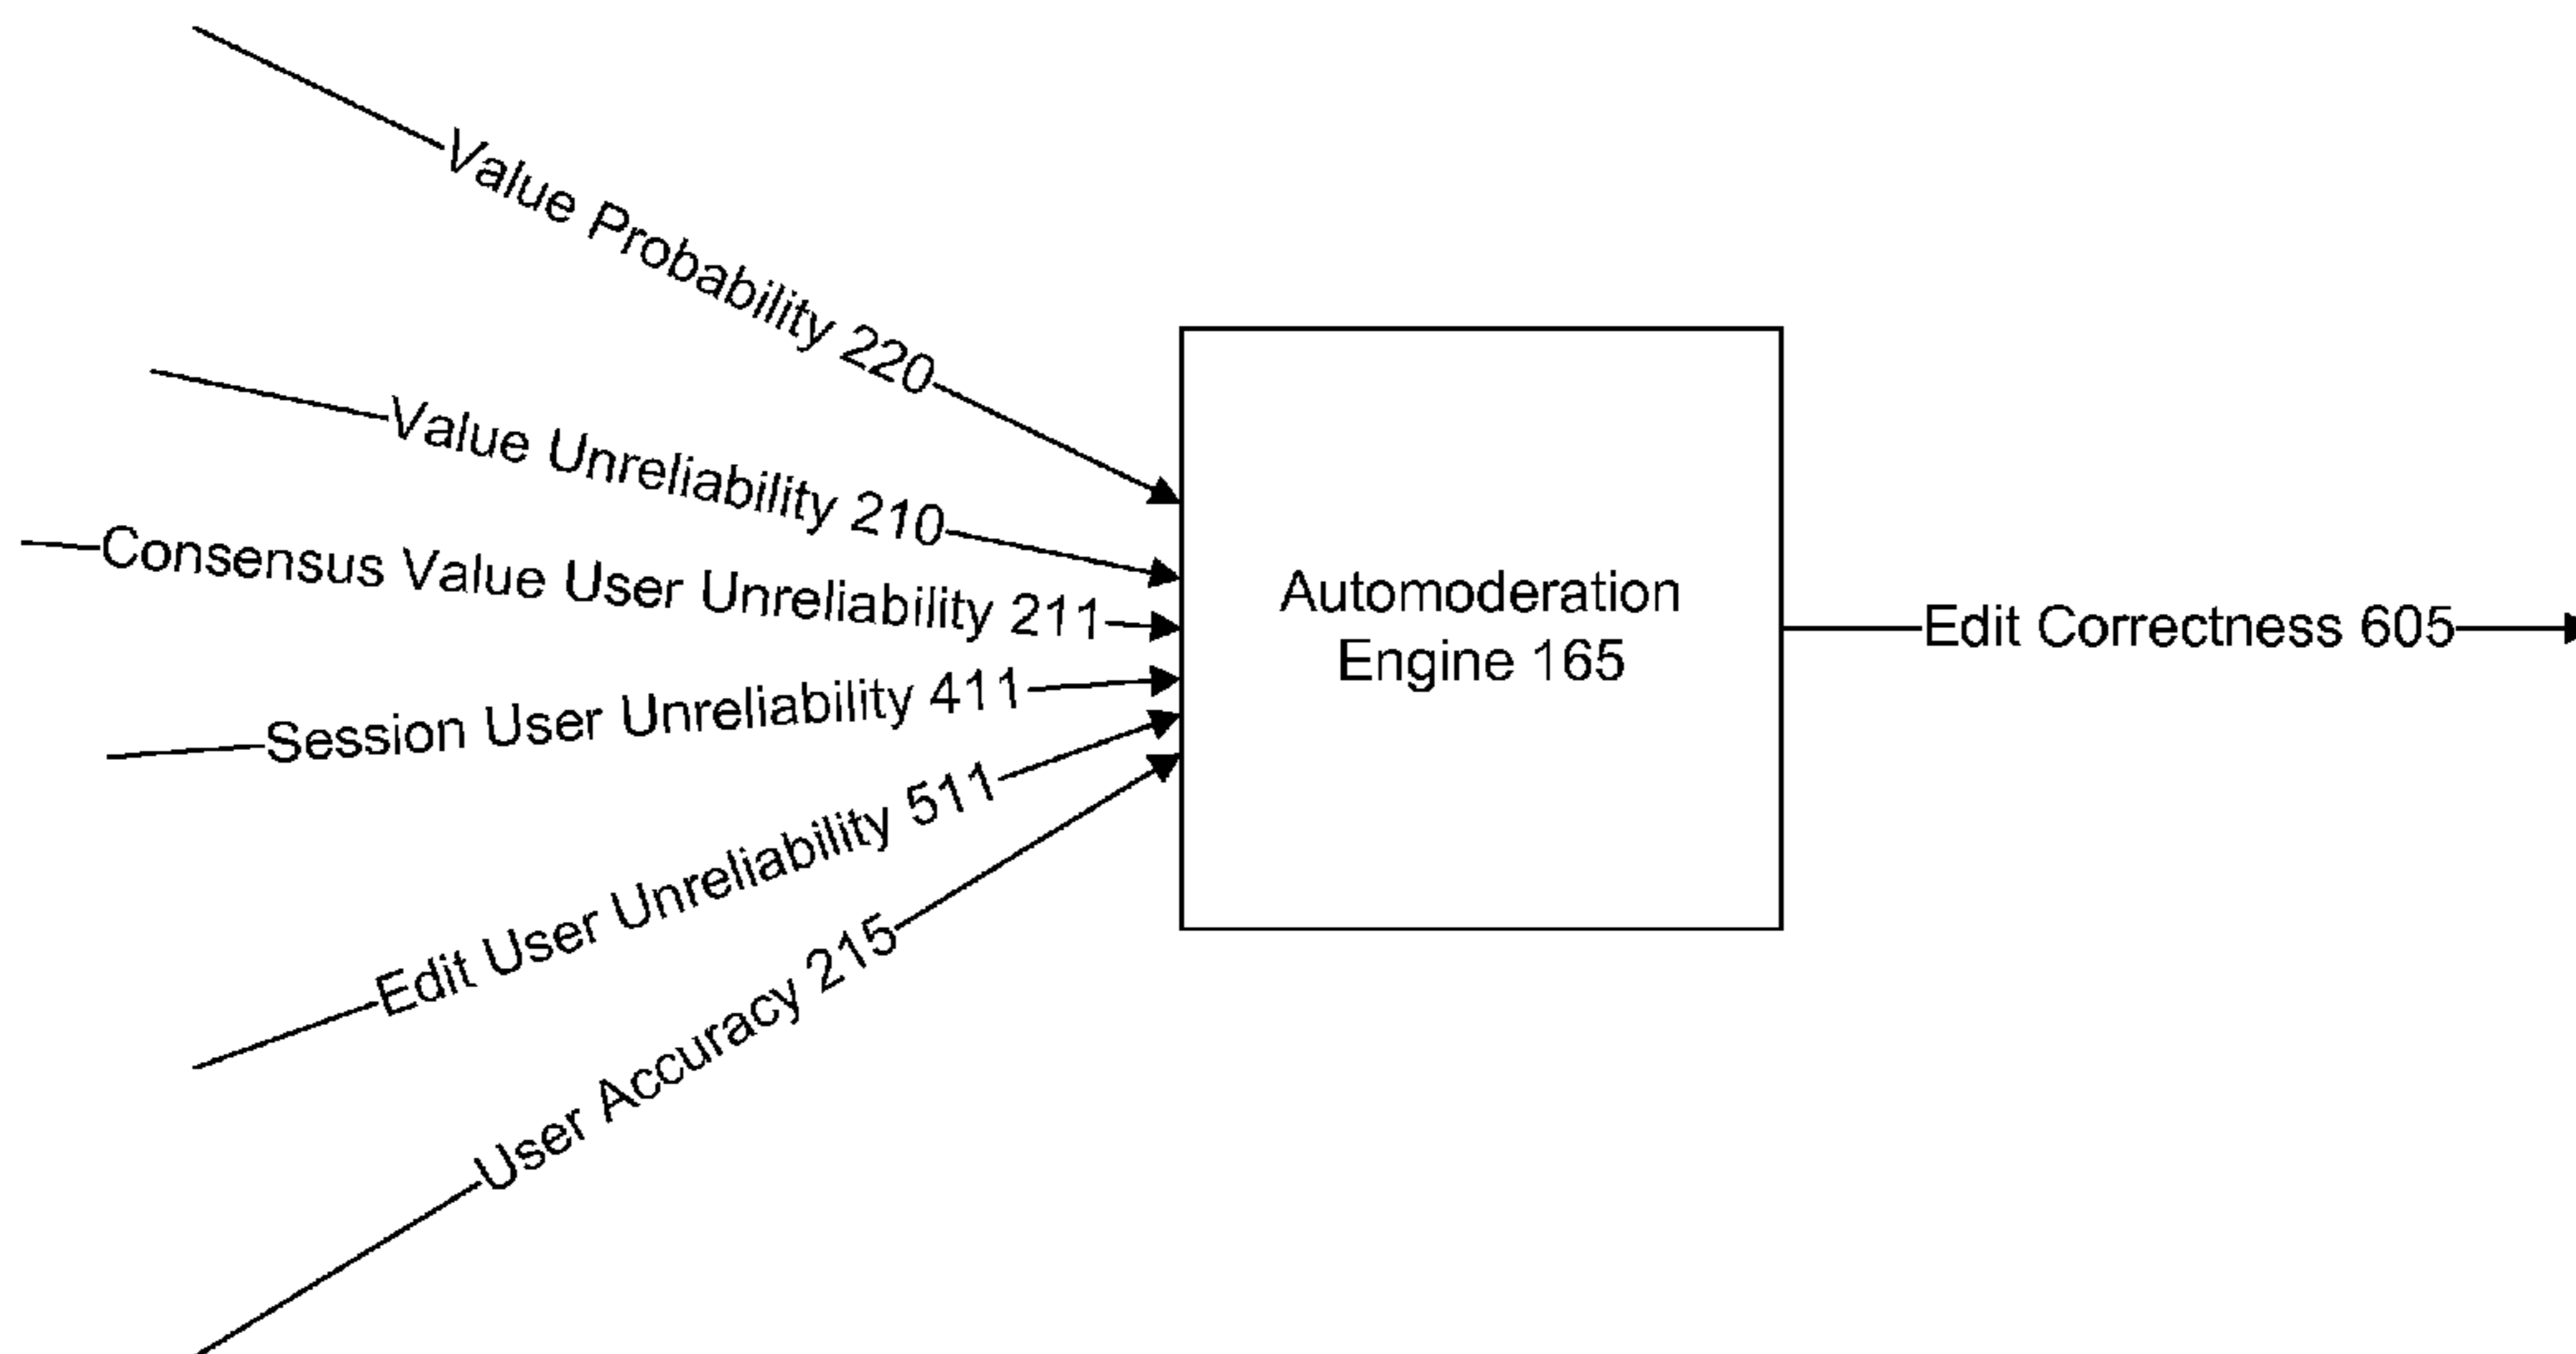 Value Probability 220
Value Unreliability 210
Consensus Value User Unreliability 211
Session User Unreliability 411
Edit User Unreliability 511
User Accuracy 215
Automoderation
Engine 165
Edit Correctness 605